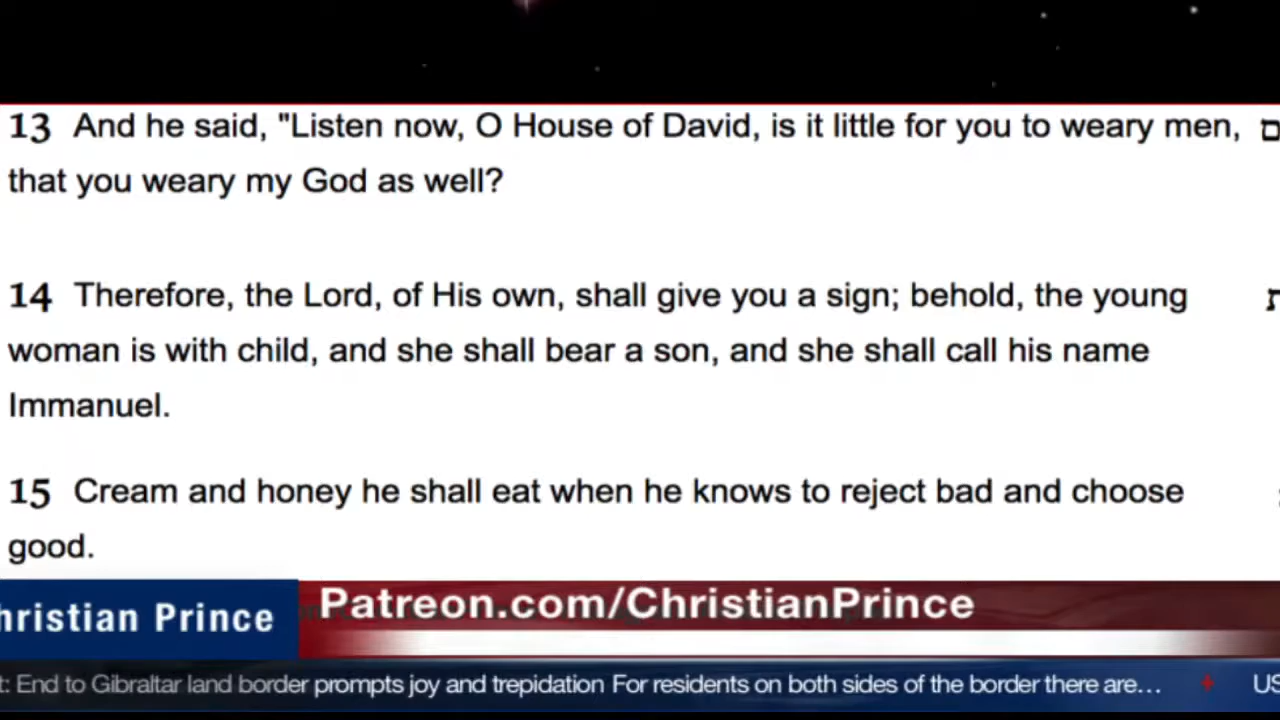 13 And he said, "Listen now, O House of David, is it little for you to weary men,
that you weary my God as well?
14 Therefore, the Lord, of His own, shall give you a sign; behold, the young
woman is with child, and she shall bear a son, and she shall call his name
Immanuel.
15 Cream and honey he shall eat when he knows to reject bad and choose
good.
hristian Prince
Patreon.com/ChristianPrince
t: End to Gibraltar land border prompts joy and trepidation For residents on both sides of the border there are... US